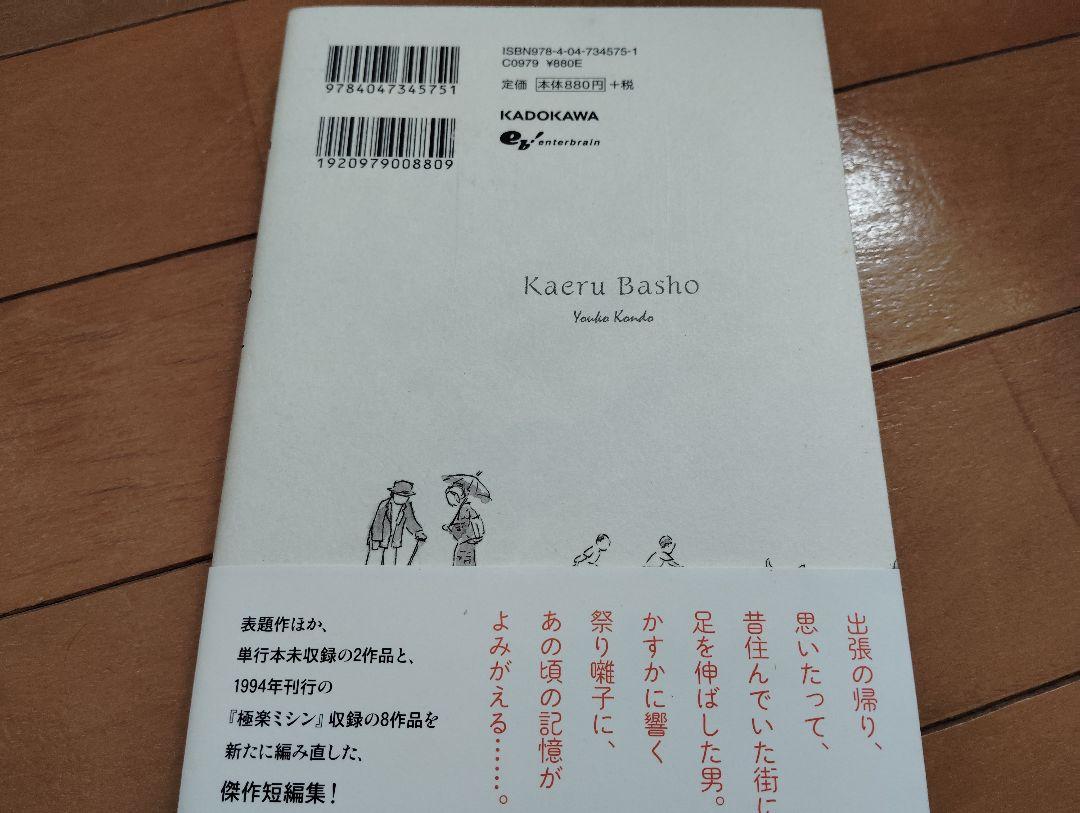 ISBN978-4-04-734575-1
C0979 ¥880E
定価 本体880円 +税
9784047345751
KADOKAWA
eb! enterbrain
1920979008809
Kaeru Basho
Youko Kondo
出張の帰り、
思いたって、
昔住んでいた街に
足を伸ばした男。
かすかに響く
祭り囃子に、
あの頃の記憶が
よみがえる……。
表題作ほか、
単行本未収録の2作品と、
1994年刊行の
『極楽ミシン』収録の8作品を
新たに編み直した、
傑作短編集!